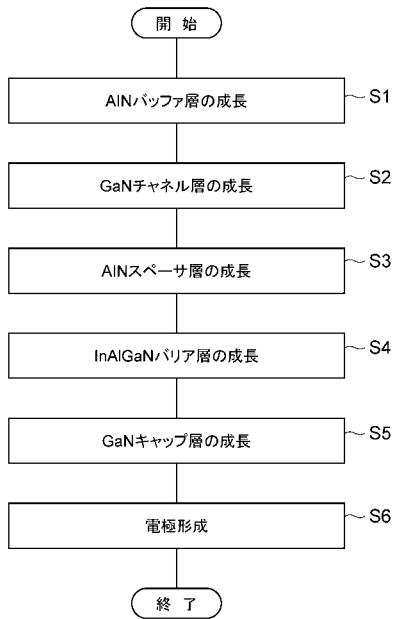 開始
AlNバッファ層の成長
S1
GaNチャネル層の成長
S2
AlNスペーサ層の成長
S3
InAlGaNバリア層の成長
S4
GaNキャップ層の成長
S5
電極形成
S6
終了